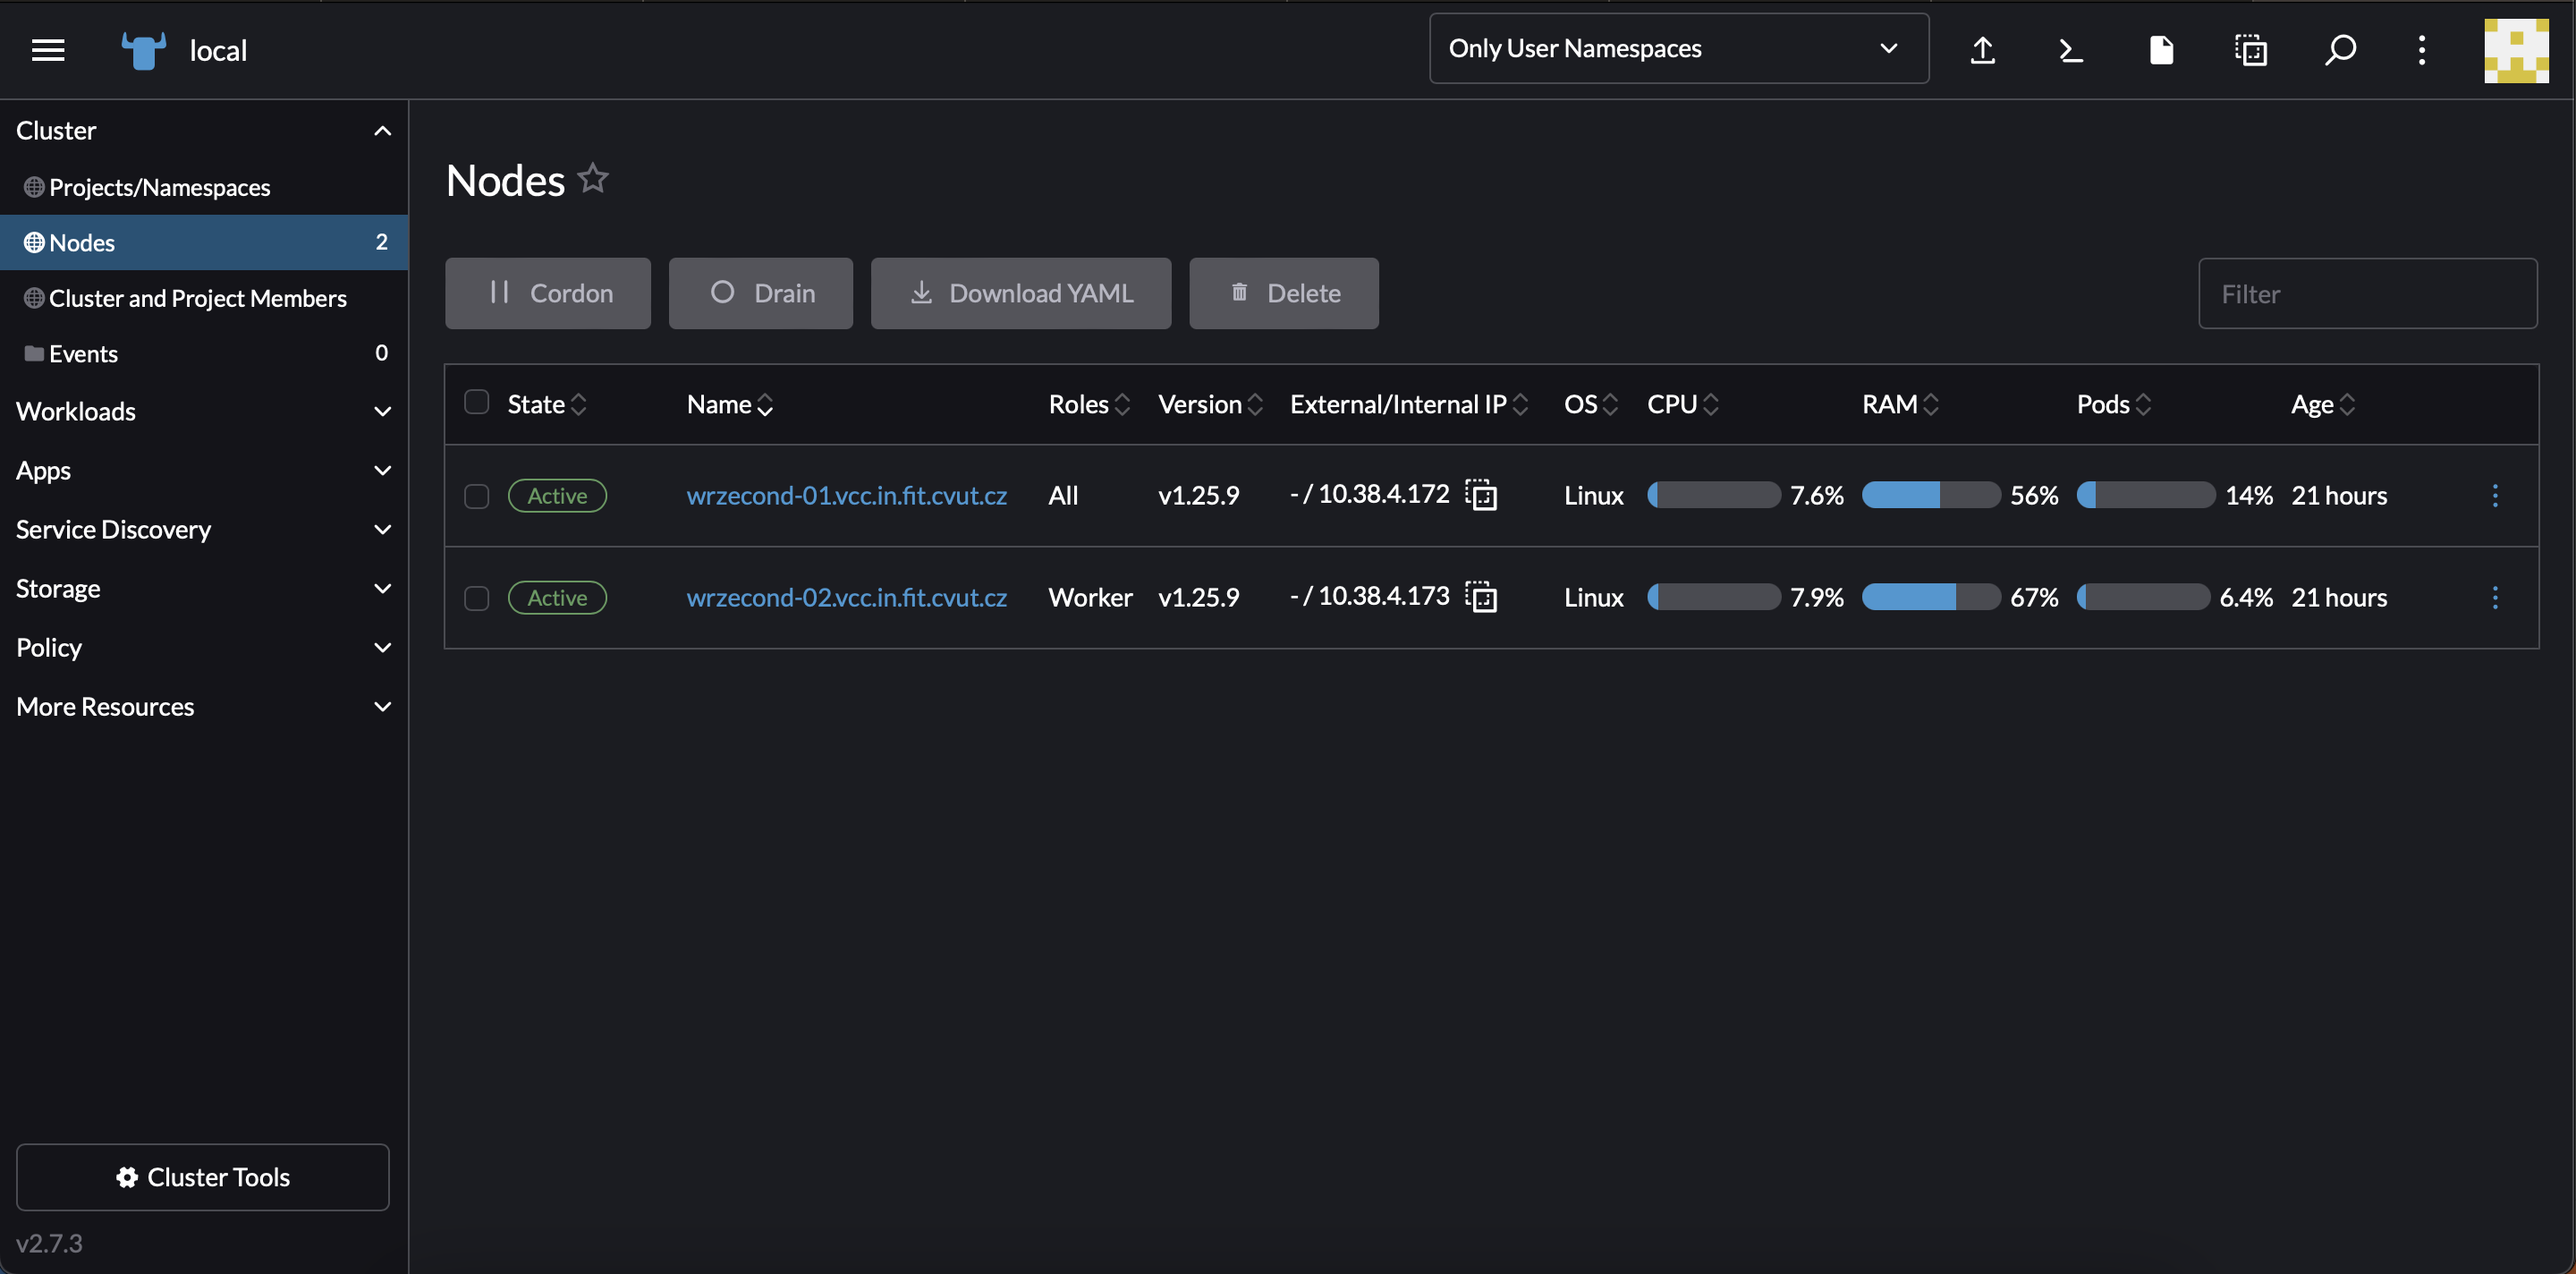 local
Only User Namespaces
Cluster
Projects/Namespaces
Nodes 2
Cluster and Project Members
Events 0
Workloads
Apps
Service Discovery
Storage
Policy
More Resources
Cluster Tools
v2.7.3
Nodes
Cordon Drain Download YAML Delete Filter
State Name Roles Version External/Internal IP OS CPU RAM Pods Age
Active wrzecond-01.vcc.in.fit.cvut.cz All v1.25.9 - / 10.38.4.172 Linux 7.6% 56% 14% 21 hours
Active wrzecond-02.vcc.in.fit.cvut.cz Worker v1.25.9 - / 10.38.4.173 Linux 7.9% 67% 6.4% 21 hours